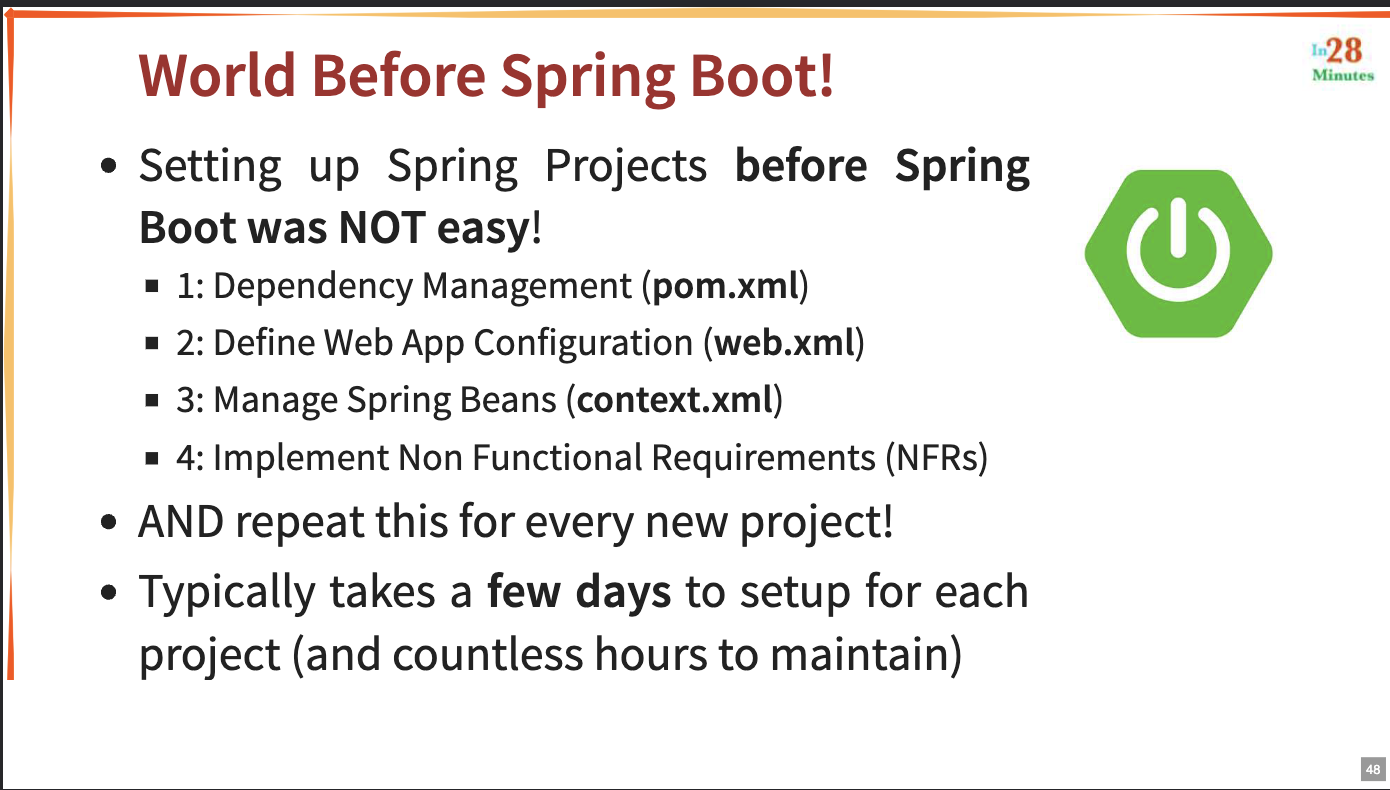 World Before Spring Boot!
In28
Minutes
• Setting up Spring Projects before Spring
Boot was NOT easy!
▪ 1: Dependency Management (pom.xml)
▪ 2: Define Web App Configuration (web.xml)
▪ 3: Manage Spring Beans (context.xml)
▪ 4: Implement Non Functional Requirements (NFRs)
• AND repeat this for every new project!
• Typically takes a few days to setup for each
project (and countless hours to maintain)
48